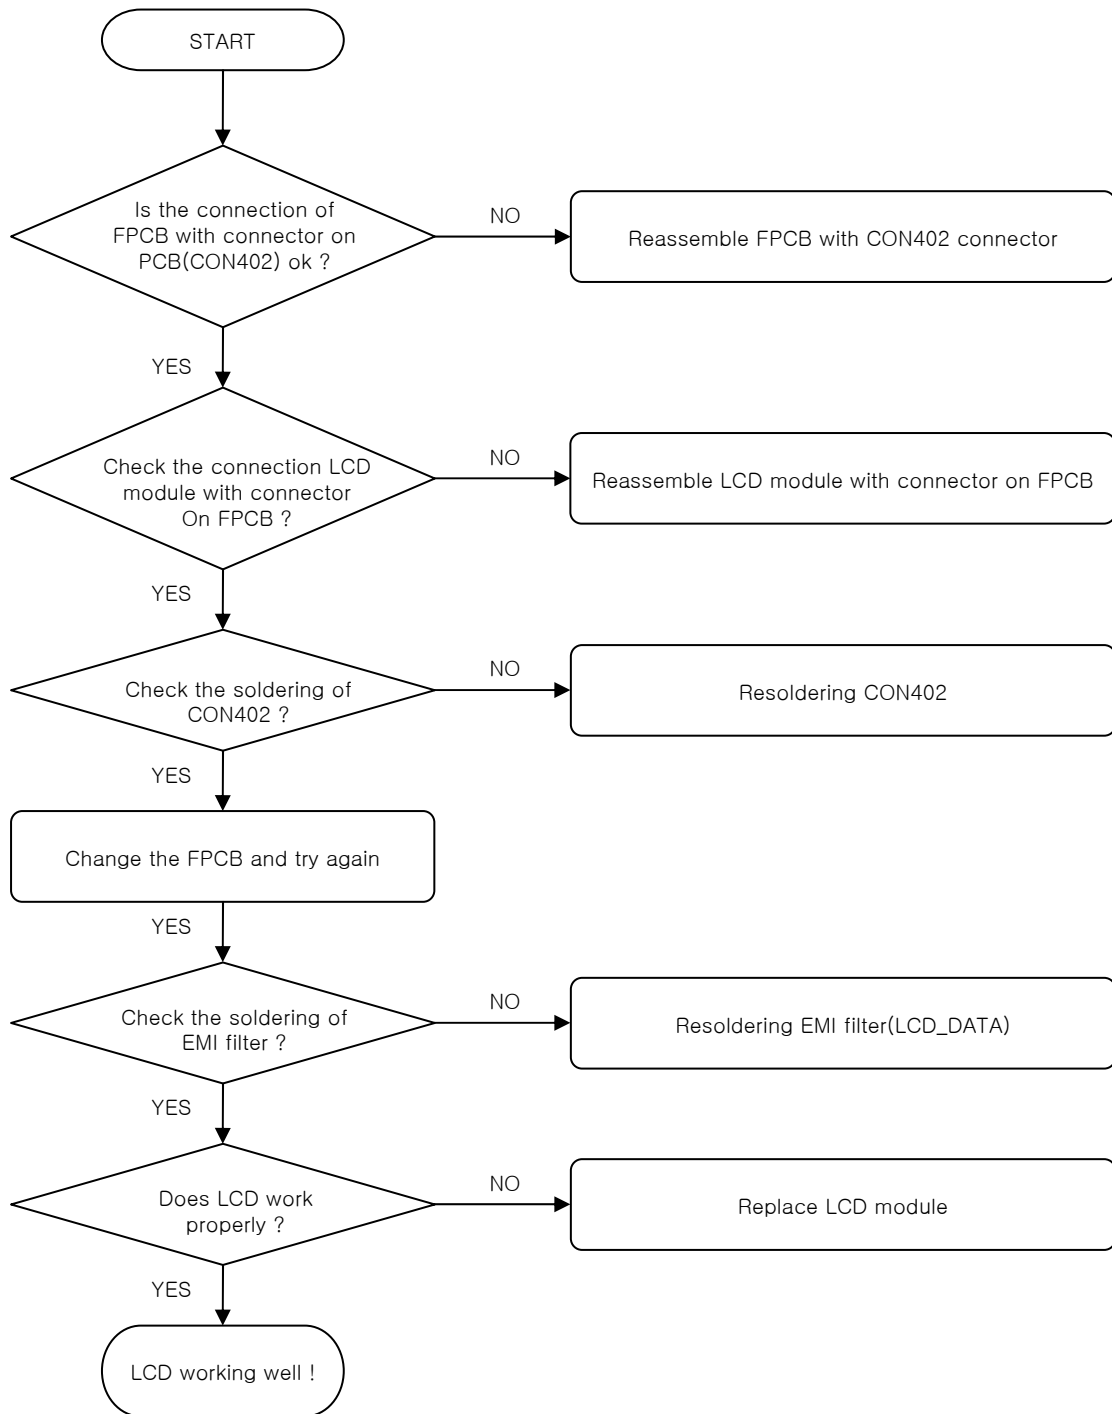 START
Is the connection of
FPCB with connector on
PCB(CON402) ok ?
NO
Reassemble FPCB with CON402 connector
YES
Check the connection LCD
module with connector
On FPCB ?
NO
Reassemble LCD module with connector on FPCB
YES
Check the soldering of
CON402 ?
NO
Resoldering CON402
YES
Change the FPCB and try again
YES
Check the soldering of
EMI filter ?
NO
Resoldering EMI filter(LCD_DATA)
YES
Does LCD work
properly ?
NO
Replace LCD module
YES
LCD working well !